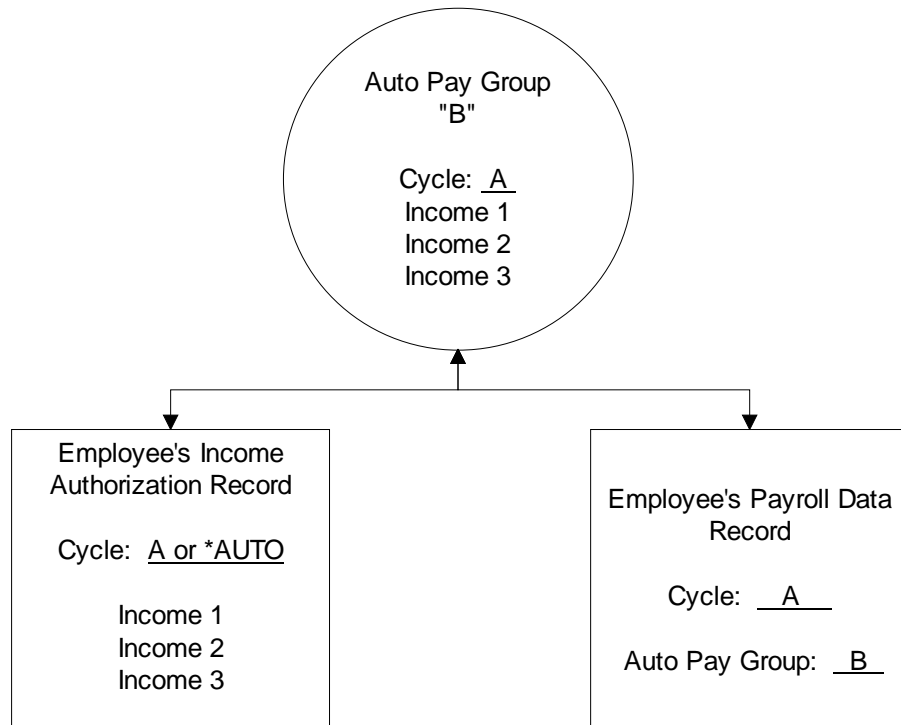 Auto Pay Group
"B"
Cycle: A
Income 1
Income 2
Income 3
Employee's Income
Authorization Record
Cycle: A or *AUTO
Income 1
Income 2
Income 3
Employee's Payroll Data
Record
Cycle: A
Auto Pay Group: B